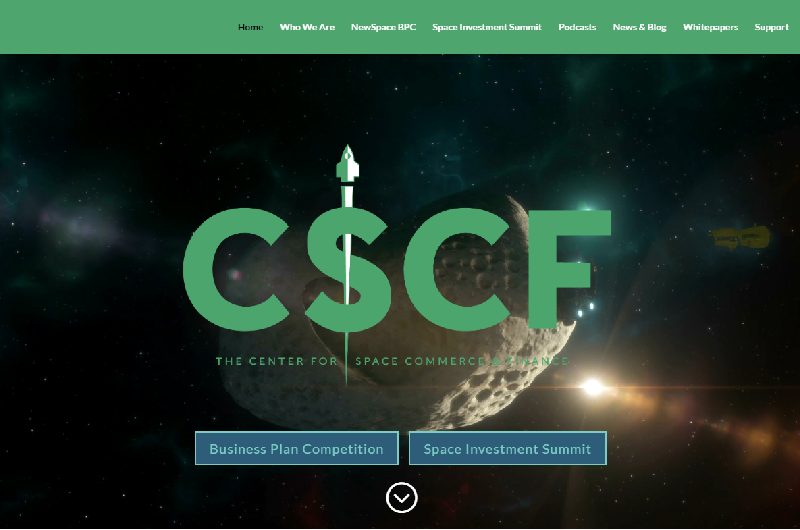 Home Who We Are NewSpace BPC Space Investment Summit Podcasts News & Blog Whitepapers Support
CSCF
THE CENTER FOR SPACE COMMERCE & FINANCE
Business Plan Competition Space Investment Summit